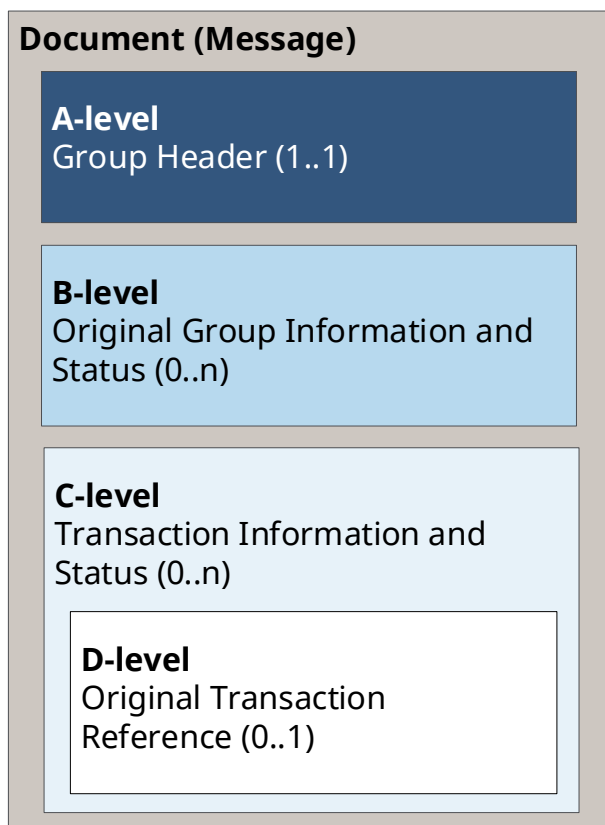 Document (Message)
A-level
Group Header (1..1)
B-level
Original Group Information and
Status (0..n)
C-level
Transaction Information and
Status (0..n)
D-level
Original Transaction
Reference (0..1)